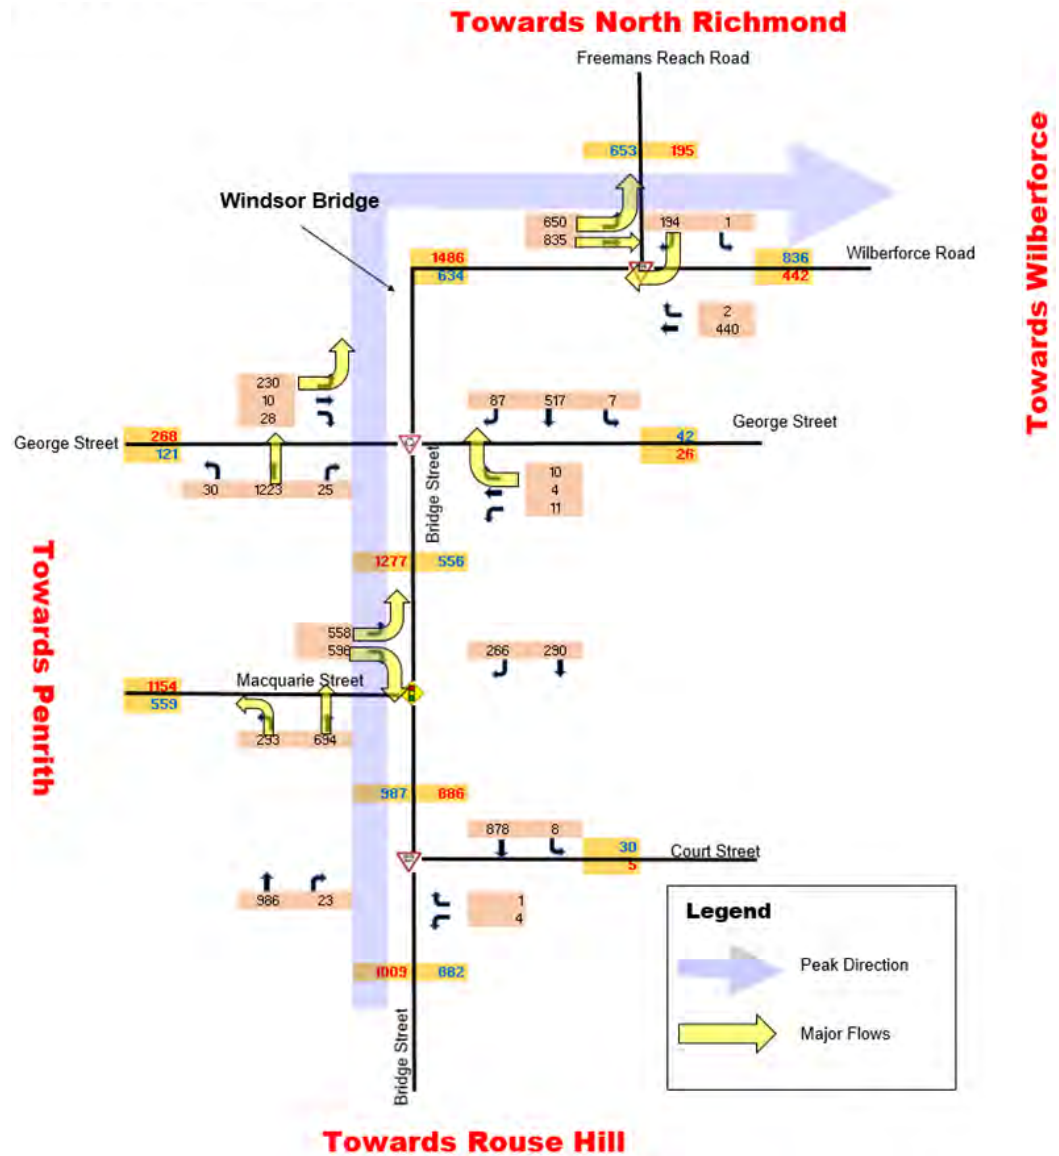 Towards North Richmond
Freemans Reach Road
Towards Wilberforce
653 195
Windsor Bridge
650
835
194 1
Wilberforce Road
1486
634
836
442
2
440
230
10
28
87 517 7
George Street
268
121
George Street
42
26
30 1223 25
10
4
11
Bridge Street
Towards Penrith
1277 556
558
596
266 290
Macquarie Street
1154
559
293 694
987 886
878 8
30
5
Court Street
986 23
1
4
Legend
Peak Direction
Major Flows
1009 882
Bridge Street
Towards Rouse Hill